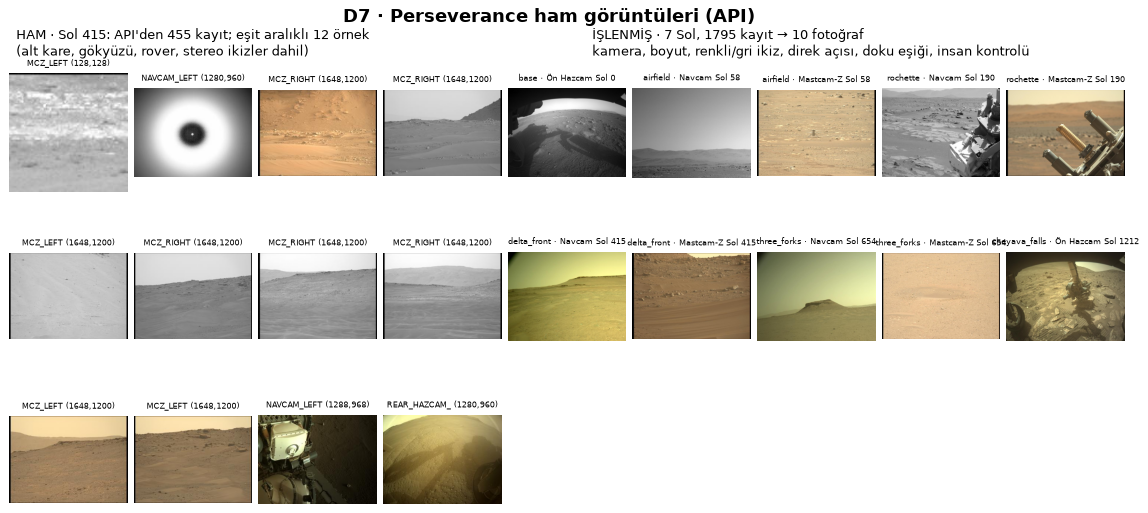 D7 · Perseverance ham görüntüleri (API)
HAM · Sol 415: API'den 455 kayıt; eşit aralıklı 12 örnek
(alt kare, gökyüzü, rover, stereo ikizler dahil)
İŞLENMİŞ · 7 Sol, 1795 kayıt → 10 fotoğraf
kamera, boyut, renkli/gri ikiz, direk açısı, doku eşiği, insan kontrolü
MCZ_LEFT (128,128)
NAVCAM_LEFT (1280,960)
MCZ_RIGHT (1648,1200)
MCZ_RIGHT (1648,1200)
base · Ön Hazcam Sol 0
airfield · Navcam Sol 58
airfield · Mastcam-Z Sol 58
rochette · Navcam Sol 190
rochette · Mastcam-Z Sol 190
MCZ_LEFT (1648,1200)
MCZ_RIGHT (1648,1200)
MCZ_RIGHT (1648,1200)
MCZ_RIGHT (1648,1200)
delta_front · Navcam Sol 415
delta_front · Mastcam-Z Sol 415
three_forks · Navcam Sol 654
three_forks · Mastcam-Z Sol 654
cheyava_falls · Ön Hazcam Sol 1212
MCZ_LEFT (1648,1200)
MCZ_LEFT (1648,1200)
NAVCAM_LEFT (1288,968)
REAR_HAZCAM_ (1280,960)